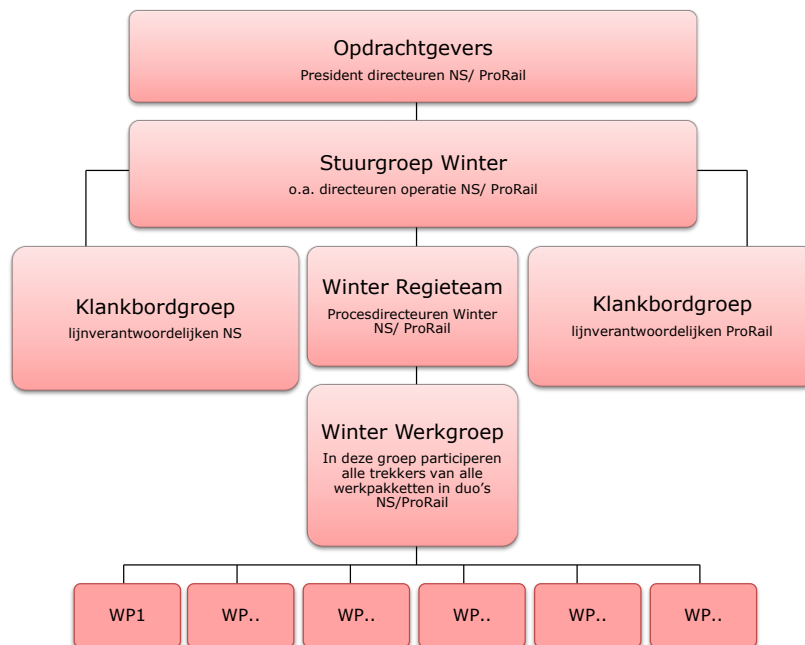 Opdrachtgevers
President directeuren NS/ ProRail
Stuurgroep Winter
o.a. directeuren operatie NS/ ProRail
Klankbordgroep
lijnverantwoordelijken NS
Winter Regieteam
Procesdirecteuren Winter
NS/ ProRail
Klankbordgroep
lijnverantwoordelijken ProRail
Winter Werkgroep
In deze groep participeren
alle trekkers van alle
werkpakketten in duo’s
NS/ProRail
WP1
WP..
WP..
WP..
WP..
WP..